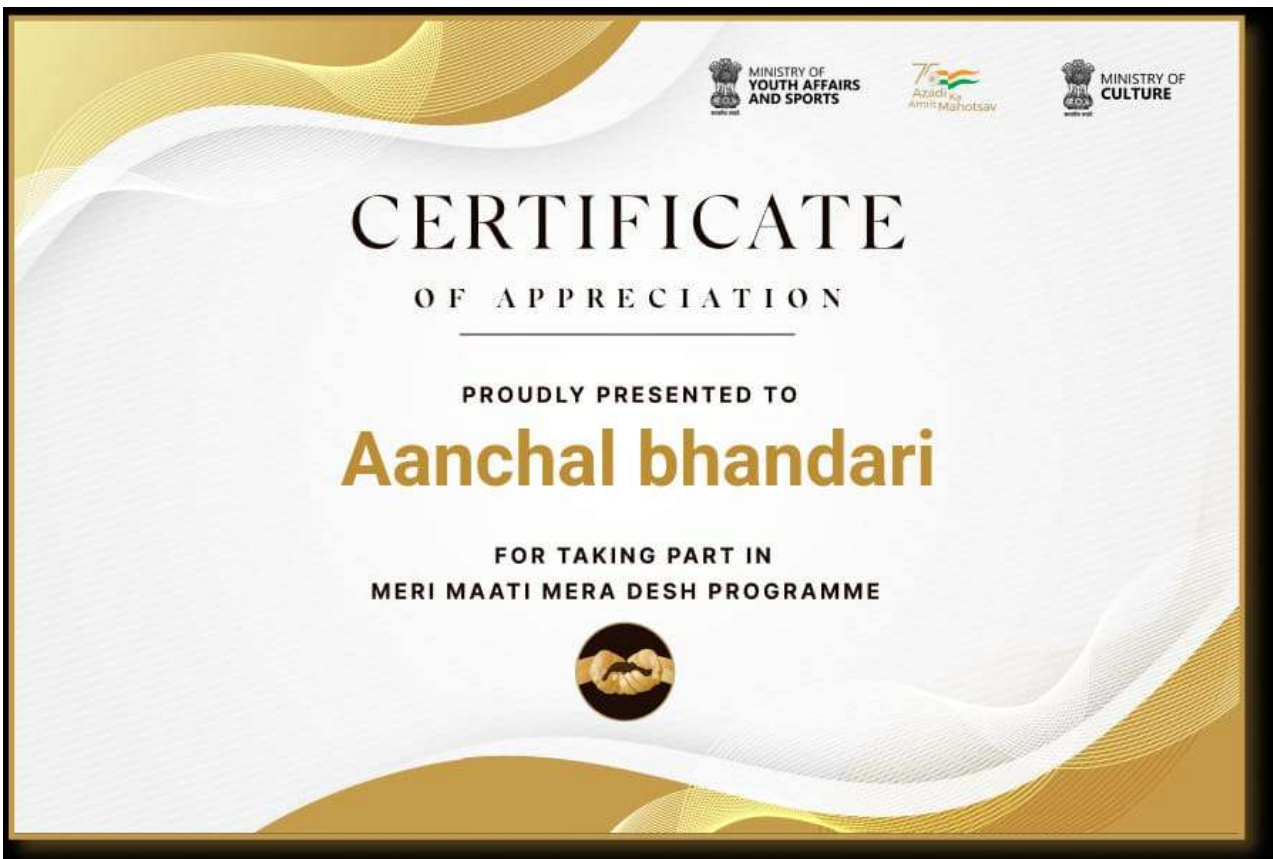 MINISTRY OF
YOUTH AFFAIRS
AND SPORTS
75
Azadi Ka
Amrit Mahotsav
MINISTRY OF
CULTURE
CERTIFICATE
OF APPRECIATION
PROUDLY PRESENTED TO
Aanchal bhandari
FOR TAKING PART IN
MERI MAATI MERA DESH PROGRAMME